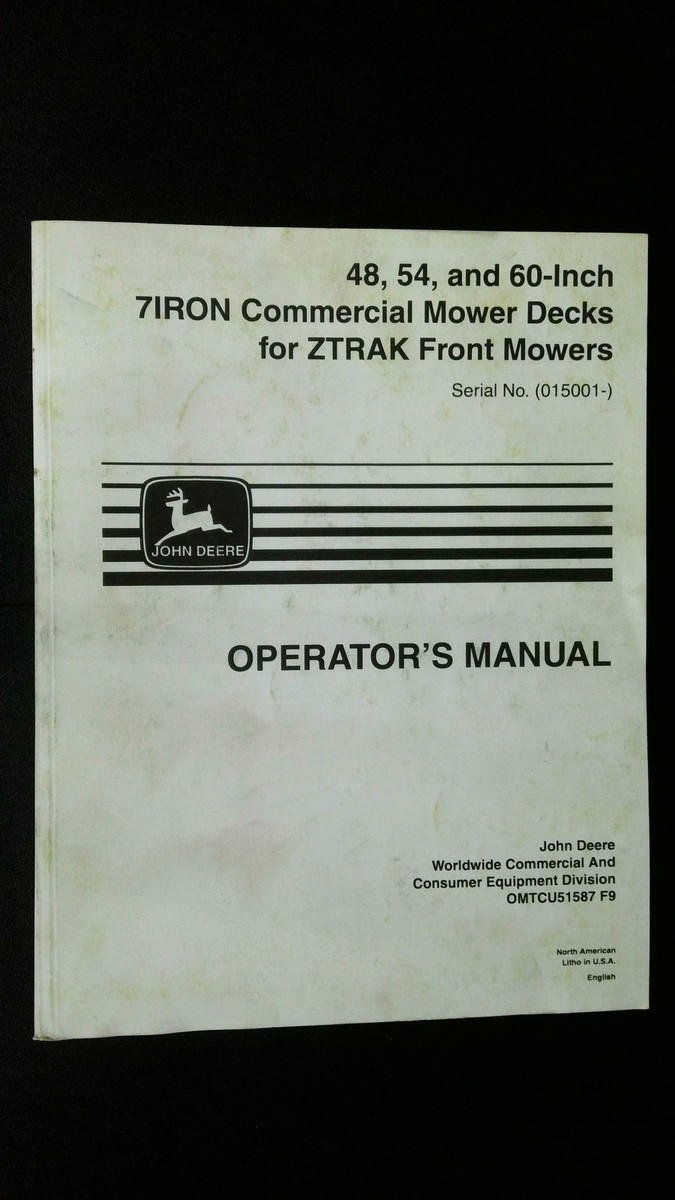 48, 54, and 60-Inch
7IRON Commercial Mower Decks
for ZTRAK Front Mowers
Serial No. (015001-)
JOHN DEERE
OPERATOR'S MANUAL
John Deere
Worldwide Commercial And
Consumer Equipment Division
OMTCU51587 F9
North American
Litho in U.S.A.
English